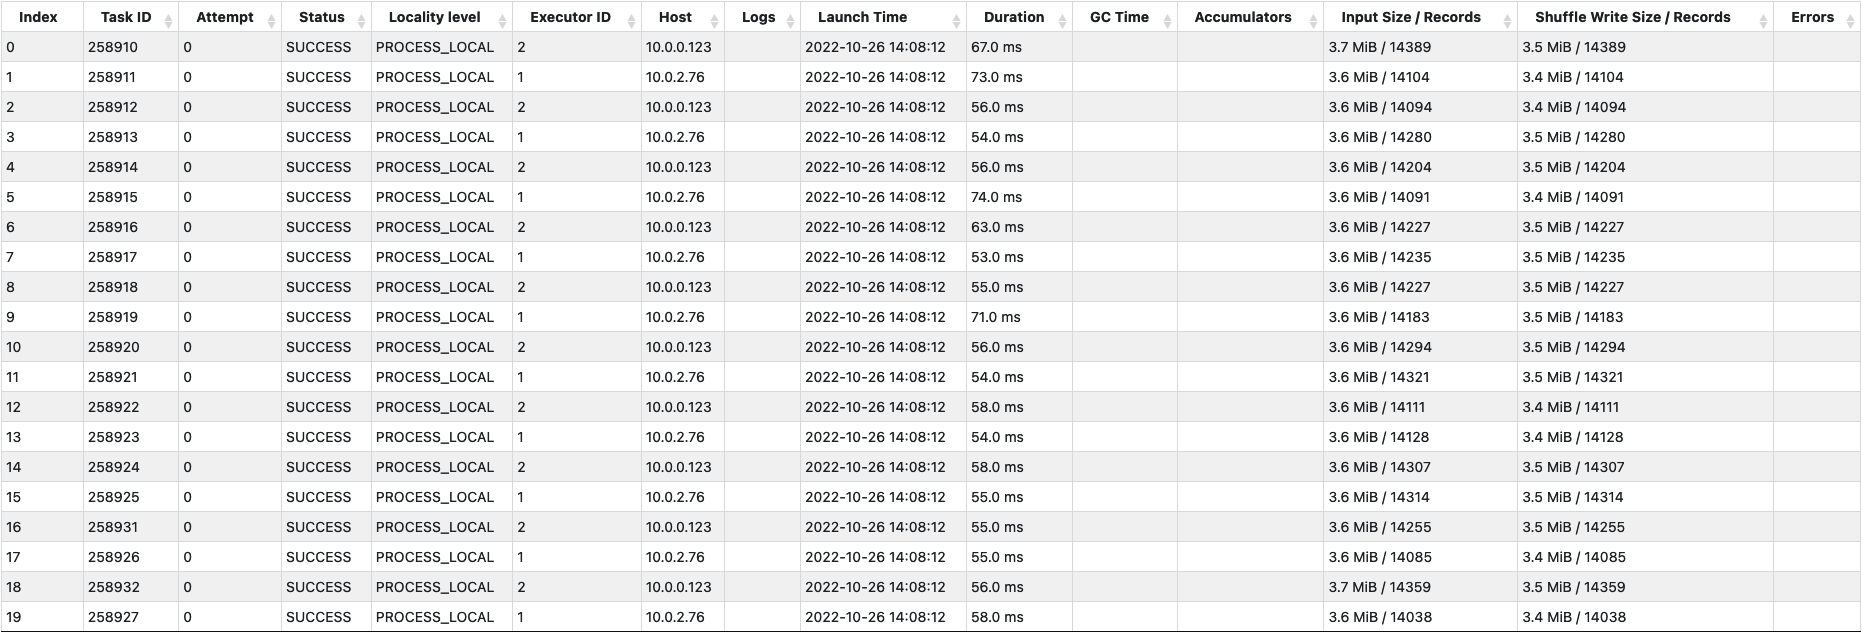 Index Task ID Attempt Status Locality level Executor ID Host Logs Launch Time Duration GC Time Accumulators Input Size / Records Shuffle Write Size / Records Errors
0 258910 0 SUCCESS PROCESS_LOCAL 2 10.0.0.123 2022-10-26 14:08:12 67.0 ms 3.7 MiB / 14389 3.5 MiB / 14389
1 258911 0 SUCCESS PROCESS_LOCAL 1 10.0.2.76 2022-10-26 14:08:12 73.0 ms 3.6 MiB / 14104 3.4 MiB / 14104
2 258912 0 SUCCESS PROCESS_LOCAL 2 10.0.0.123 2022-10-26 14:08:12 56.0 ms 3.6 MiB / 14094 3.4 MiB / 14094
3 258913 0 SUCCESS PROCESS_LOCAL 1 10.0.2.76 2022-10-26 14:08:12 54.0 ms 3.6 MiB / 14280 3.5 MiB / 14280
4 258914 0 SUCCESS PROCESS_LOCAL 2 10.0.0.123 2022-10-26 14:08:12 56.0 ms 3.6 MiB / 14204 3.5 MiB / 14204
5 258915 0 SUCCESS PROCESS_LOCAL 1 10.0.2.76 2022-10-26 14:08:12 74.0 ms 3.6 MiB / 14091 3.4 MiB / 14091
6 258916 0 SUCCESS PROCESS_LOCAL 2 10.0.0.123 2022-10-26 14:08:12 63.0 ms 3.6 MiB / 14227 3.5 MiB / 14227
7 258917 0 SUCCESS PROCESS_LOCAL 1 10.0.2.76 2022-10-26 14:08:12 53.0 ms 3.6 MiB / 14235 3.5 MiB / 14235
8 258918 0 SUCCESS PROCESS_LOCAL 2 10.0.0.123 2022-10-26 14:08:12 55.0 ms 3.6 MiB / 14227 3.5 MiB / 14227
9 258919 0 SUCCESS PROCESS_LOCAL 1 10.0.2.76 2022-10-26 14:08:12 71.0 ms 3.6 MiB / 14183 3.5 MiB / 14183
10 258920 0 SUCCESS PROCESS_LOCAL 2 10.0.0.123 2022-10-26 14:08:12 56.0 ms 3.6 MiB / 14294 3.5 MiB / 14294
11 258921 0 SUCCESS PROCESS_LOCAL 1 10.0.2.76 2022-10-26 14:08:12 54.0 ms 3.6 MiB / 14321 3.5 MiB / 14321
12 258922 0 SUCCESS PROCESS_LOCAL 2 10.0.0.123 2022-10-26 14:08:12 58.0 ms 3.6 MiB / 14111 3.4 MiB / 14111
13 258923 0 SUCCESS PROCESS_LOCAL 1 10.0.2.76 2022-10-26 14:08:12 54.0 ms 3.6 MiB / 14128 3.4 MiB / 14128
14 258924 0 SUCCESS PROCESS_LOCAL 2 10.0.0.123 2022-10-26 14:08:12 58.0 ms 3.6 MiB / 14307 3.5 MiB / 14307
15 258925 0 SUCCESS PROCESS_LOCAL 1 10.0.2.76 2022-10-26 14:08:12 55.0 ms 3.6 MiB / 14314 3.5 MiB / 14314
16 258931 0 SUCCESS PROCESS_LOCAL 2 10.0.0.123 2022-10-26 14:08:12 55.0 ms 3.6 MiB / 14255 3.5 MiB / 14255
17 258926 0 SUCCESS PROCESS_LOCAL 1 10.0.2.76 2022-10-26 14:08:12 55.0 ms 3.6 MiB / 14085 3.4 MiB / 14085
18 258932 0 SUCCESS PROCESS_LOCAL 2 10.0.0.123 2022-10-26 14:08:12 56.0 ms 3.7 MiB / 14359 3.5 MiB / 14359
19 258927 0 SUCCESS PROCESS_LOCAL 1 10.0.2.76 2022-10-26 14:08:12 58.0 ms 3.6 MiB / 14038 3.4 MiB / 14038